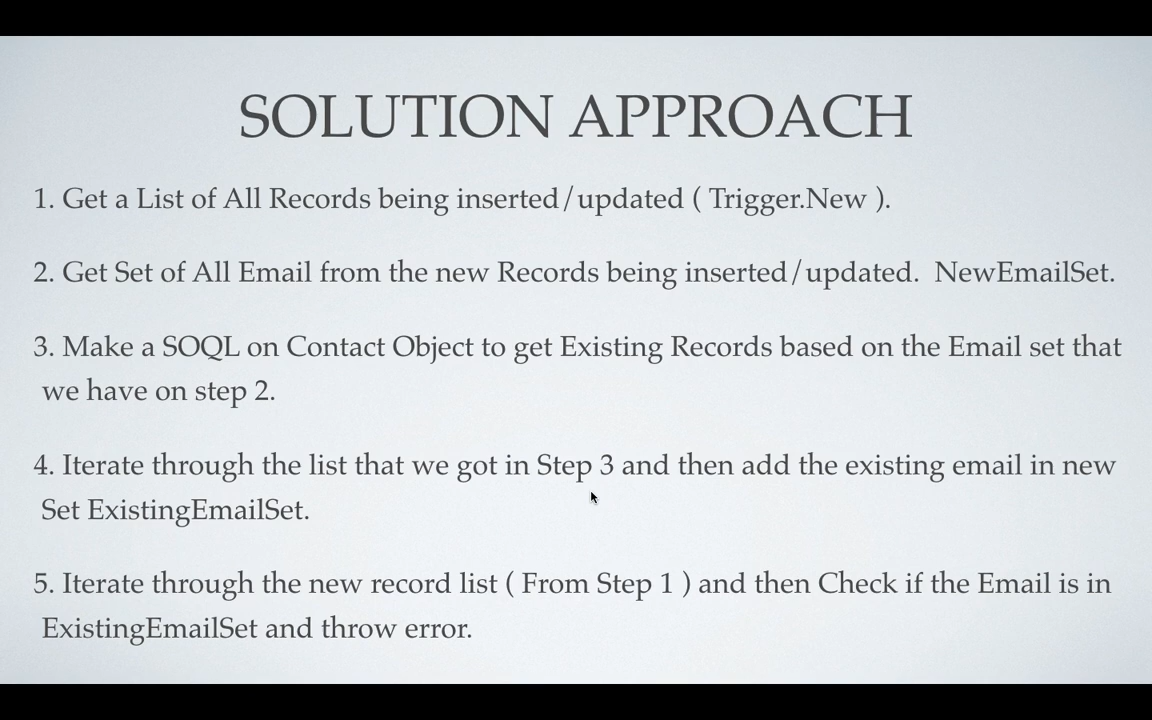 SOLUTION APPROACH
1. Get a List of All Records being inserted/updated ( Trigger.New ).
2. Get Set of All Email from the new Records being inserted/updated.  NewEmailSet.
3. Make a SOQL on Contact Object to get Existing Records based on the Email set that
we have on step 2.
4. Iterate through the list that we got in Step 3 and then add the existing email in new
Set ExistingEmailSet.
5. Iterate through the new record list ( From Step 1 ) and then Check if the Email is in
ExistingEmailSet and throw error.